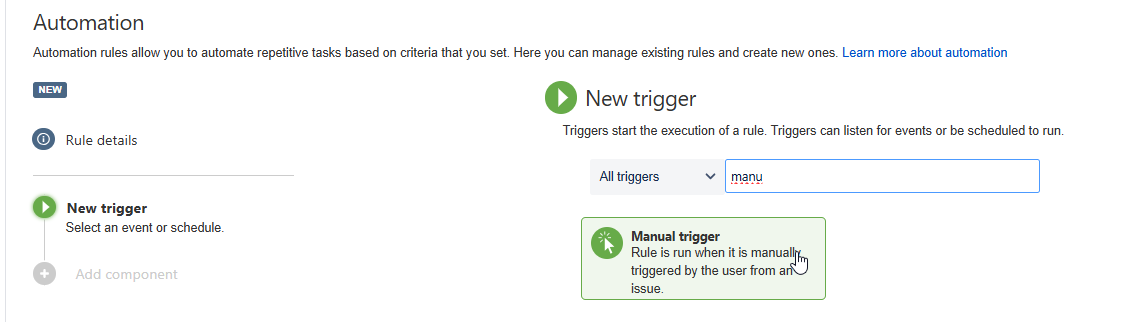 Automation
Automation rules allow you to automate repetitive tasks based on criteria that you set. Here you can manage existing rules and create new ones. Learn more about automation
NEW
Rule details
New trigger
Select an event or schedule.
Add component
New trigger
Triggers start the execution of a rule. Triggers can listen for events or be scheduled to run.
All triggers
manu
Manual trigger
Rule is run when it is manually
triggered by the user from an
issue.